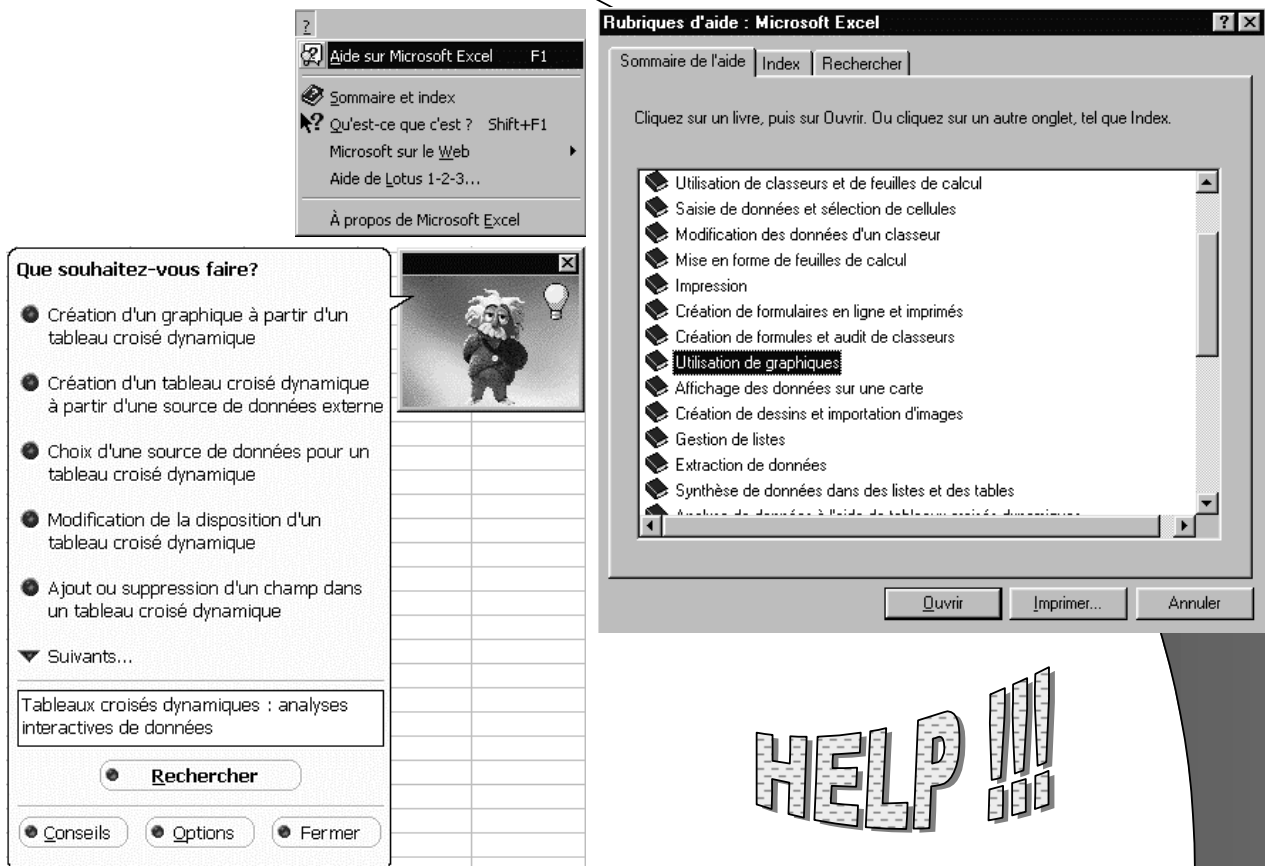 ?
Aide sur Microsoft Excel F1
Sommaire et index
Qu'est-ce que c'est ? Shift+F1
Microsoft sur le Web
Aide de Lotus 1-2-3...
À propos de Microsoft Excel
Rubriques d'aide : Microsoft Excel
Sommaire de l'aide Index Rechercher
Cliquez sur un livre, puis sur Ouvrir. Ou cliquez sur un autre onglet, tel que Index.
Utilisation de classeurs et de feuilles de calcul
Saisie de données et sélection de cellules
Modification des données d'un classeur
Mise en forme de feuilles de calcul
Impression
Création de formulaires en ligne et imprimés
Création de formules et audit de classeurs
Utilisation de graphiques
Affichage des données sur une carte
Création de dessins et importation d'images
Gestion de listes
Extraction de données
Synthèse de données dans des listes et des tables
Analyse de données à l'aide de tableaux croisés dynamiques
Ouvrir Imprimer... Annuler
Que souhaitez-vous faire?
Création d'un graphique à partir d'un
tableau croisé dynamique
Création d'un tableau croisé dynamique
à partir d'une source de données externe
Choix d'une source de données pour un
tableau croisé dynamique
Modification de la disposition d'un
tableau croisé dynamique
Ajout ou suppression d'un champ dans
un tableau croisé dynamique
Suivants...
Tableaux croisés dynamiques : analyses
interactives de données
Rechercher
Conseils Options Fermer
HELP !!!